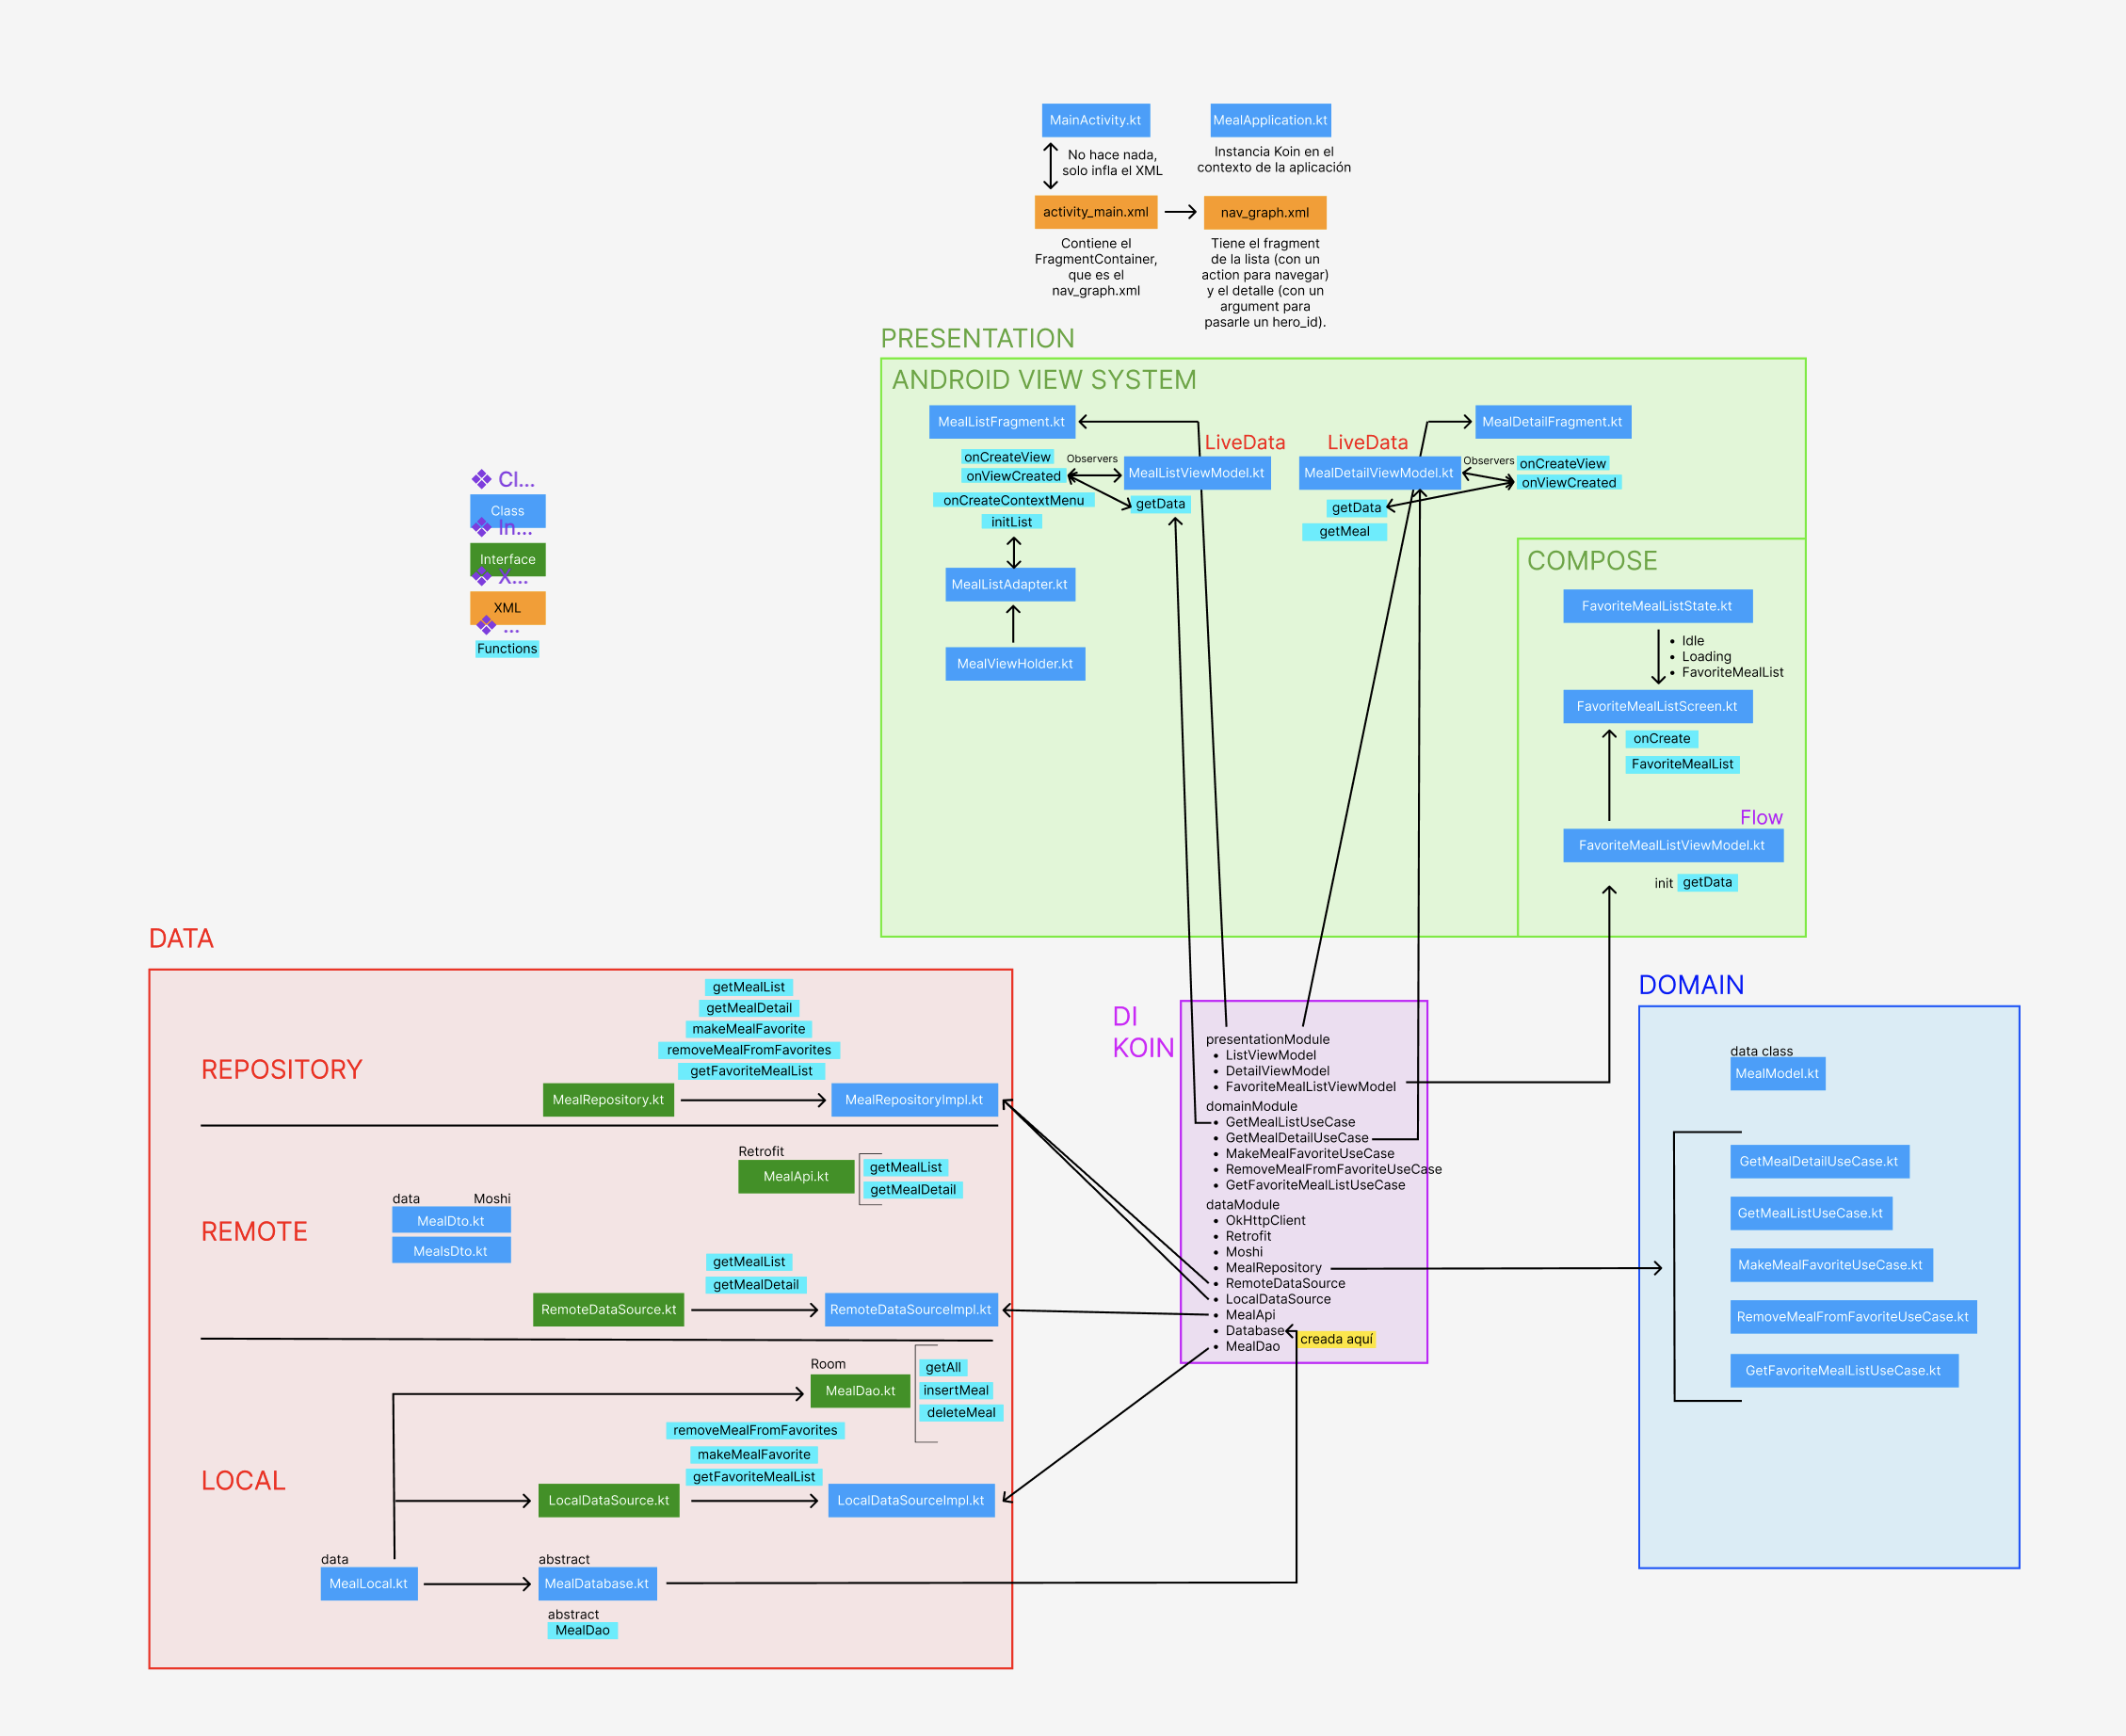 MainActivity.kt
MealApplication.kt
No hace nada,
solo infla el XML
Instancia Koin en el
contexto de la aplicación
activity_main.xml
nav_graph.xml
Contiene el
FragmentContainer,
que es el
nav_graph.xml
Tiene el fragment
de la lista (con un
action para navegar)
y el detalle (con un
argument para
pasarle un hero_id).
Cl...
Class
In...
Interface
X...
XML
...
Functions
PRESENTATION
ANDROID VIEW SYSTEM
MealListFragment.kt
onCreateView
onViewCreated
onCreateContextMenu
initList
Observers
LiveData
MealListViewModel.kt
getData
MealListAdapter.kt
MealViewHolder.kt
LiveData
MealDetailViewModel.kt
getData
getMeal
Observers
MealDetailFragment.kt
onCreateView
onViewCreated
COMPOSE
FavoriteMealListState.kt
• Idle
• Loading
• FavoriteMealList
FavoriteMealListScreen.kt
onCreate
FavoriteMealList
Flow
FavoriteMealListViewModel.kt
init getData
DATA
REPOSITORY
getMealList
getMealDetail
makeMealFavorite
removeMealFromFavorites
getFavoriteMealList
MealRepository.kt
MealRepositoryImpl.kt
REMOTE
Retrofit
MealApi.kt
getMealList
getMealDetail
data Moshi
MealDto.kt
MealsDto.kt
getMealList
getMealDetail
RemoteDataSource.kt
RemoteDataSourceImpl.kt
LOCAL
Room
MealDao.kt
getAll
insertMeal
deleteMeal
removeMealFromFavorites
makeMealFavorite
getFavoriteMealList
LocalDataSource.kt
LocalDataSourceImpl.kt
data
MealLocal.kt
abstract
MealDatabase.kt
abstract
MealDao
DI
KOIN
presentationModule
• ListViewModel
• DetailViewModel
• FavoriteMealListViewModel
domainModule
• GetMealListUseCase
• GetMealDetailUseCase
• MakeMealFavoriteUseCase
• RemoveMealFromFavoriteUseCase
• GetFavoriteMealListUseCase
dataModule
• OkHttpClient
• Retrofit
• Moshi
• MealRepository
• RemoteDataSource
• LocalDataSource
• MealApi
• Database
• MealDao
creada aquí
DOMAIN
data class
MealModel.kt
GetMealDetailUseCase.kt
GetMealListUseCase.kt
MakeMealFavoriteUseCase.kt
RemoveMealFromFavoriteUseCase.kt
GetFavoriteMealListUseCase.kt